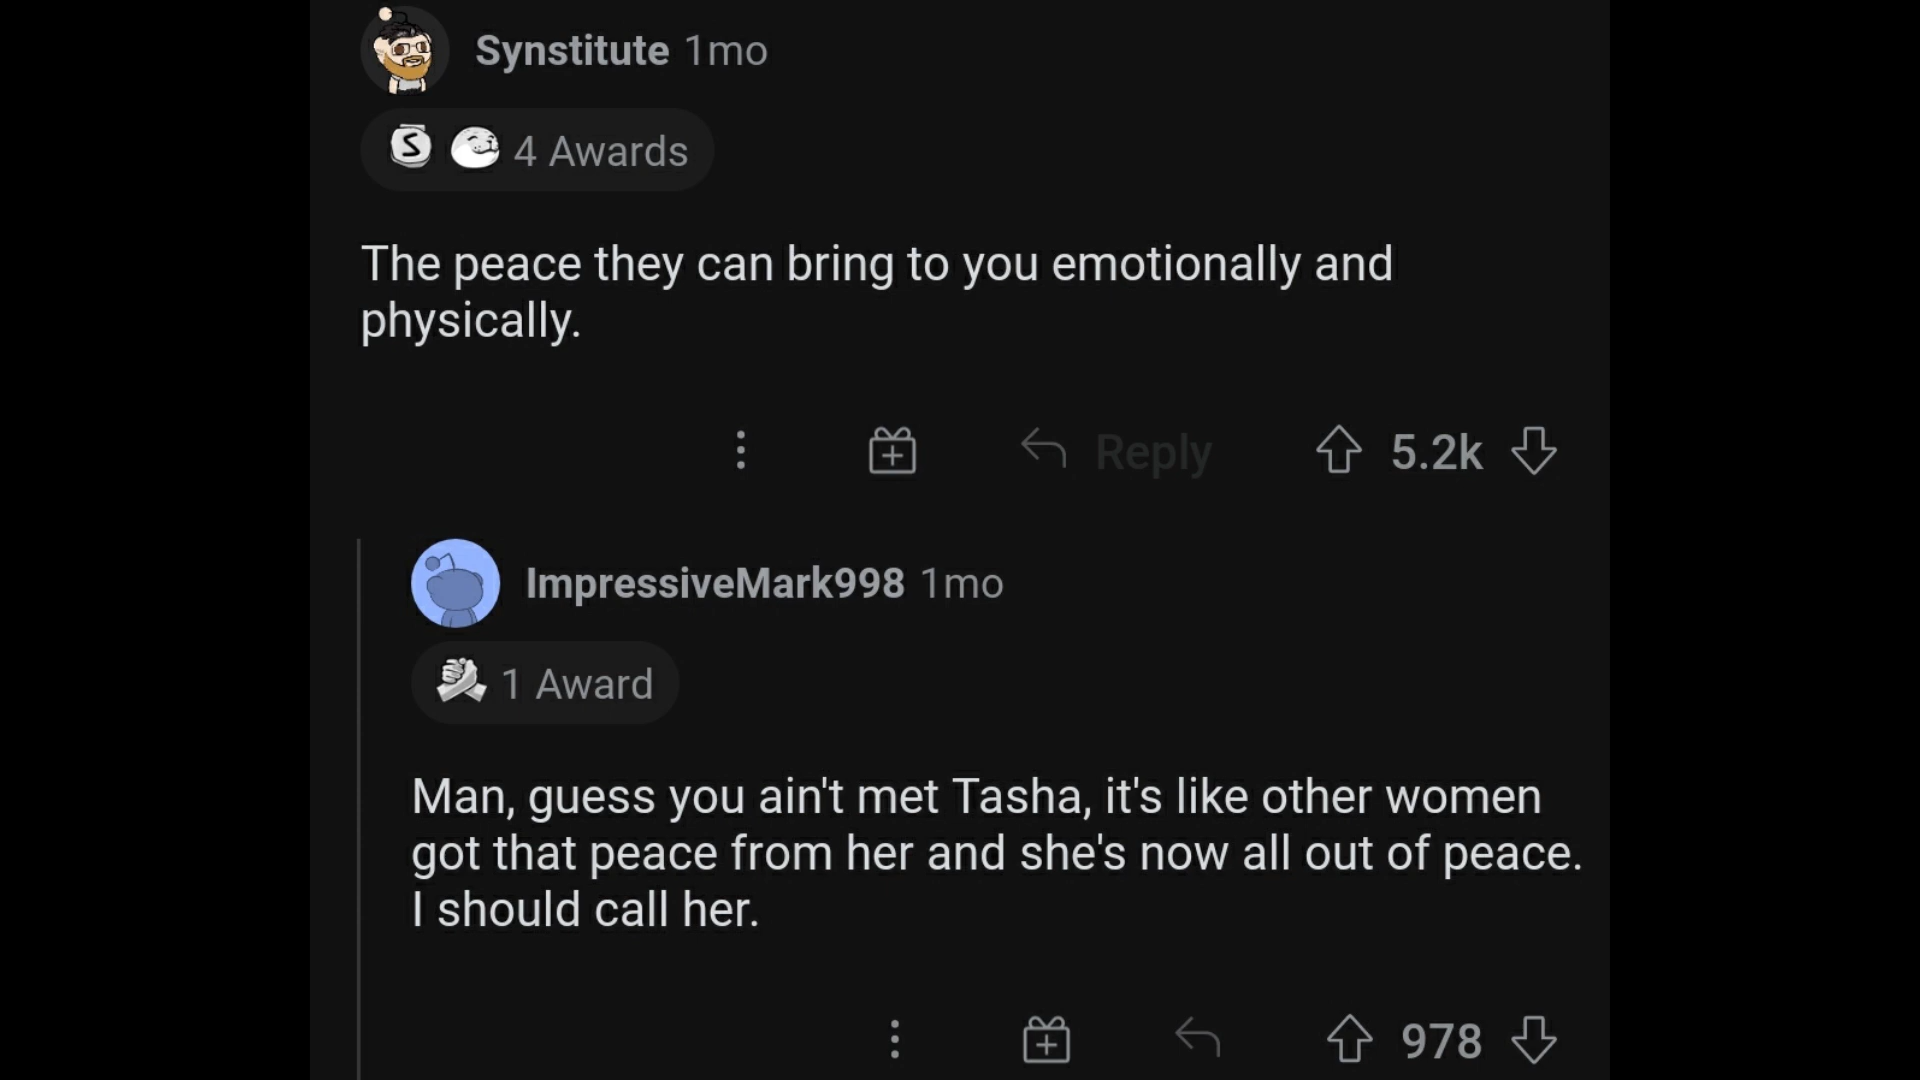 Synstitute 1mo
S 4 Awards
The peace they can bring to you emotionally and
physically.
Reply 5.2k
ImpressiveMark998 1mo
1 Award
Man, guess you ain't met Tasha, it's like other women
got that peace from her and she's now all out of peace.
I should call her.
978